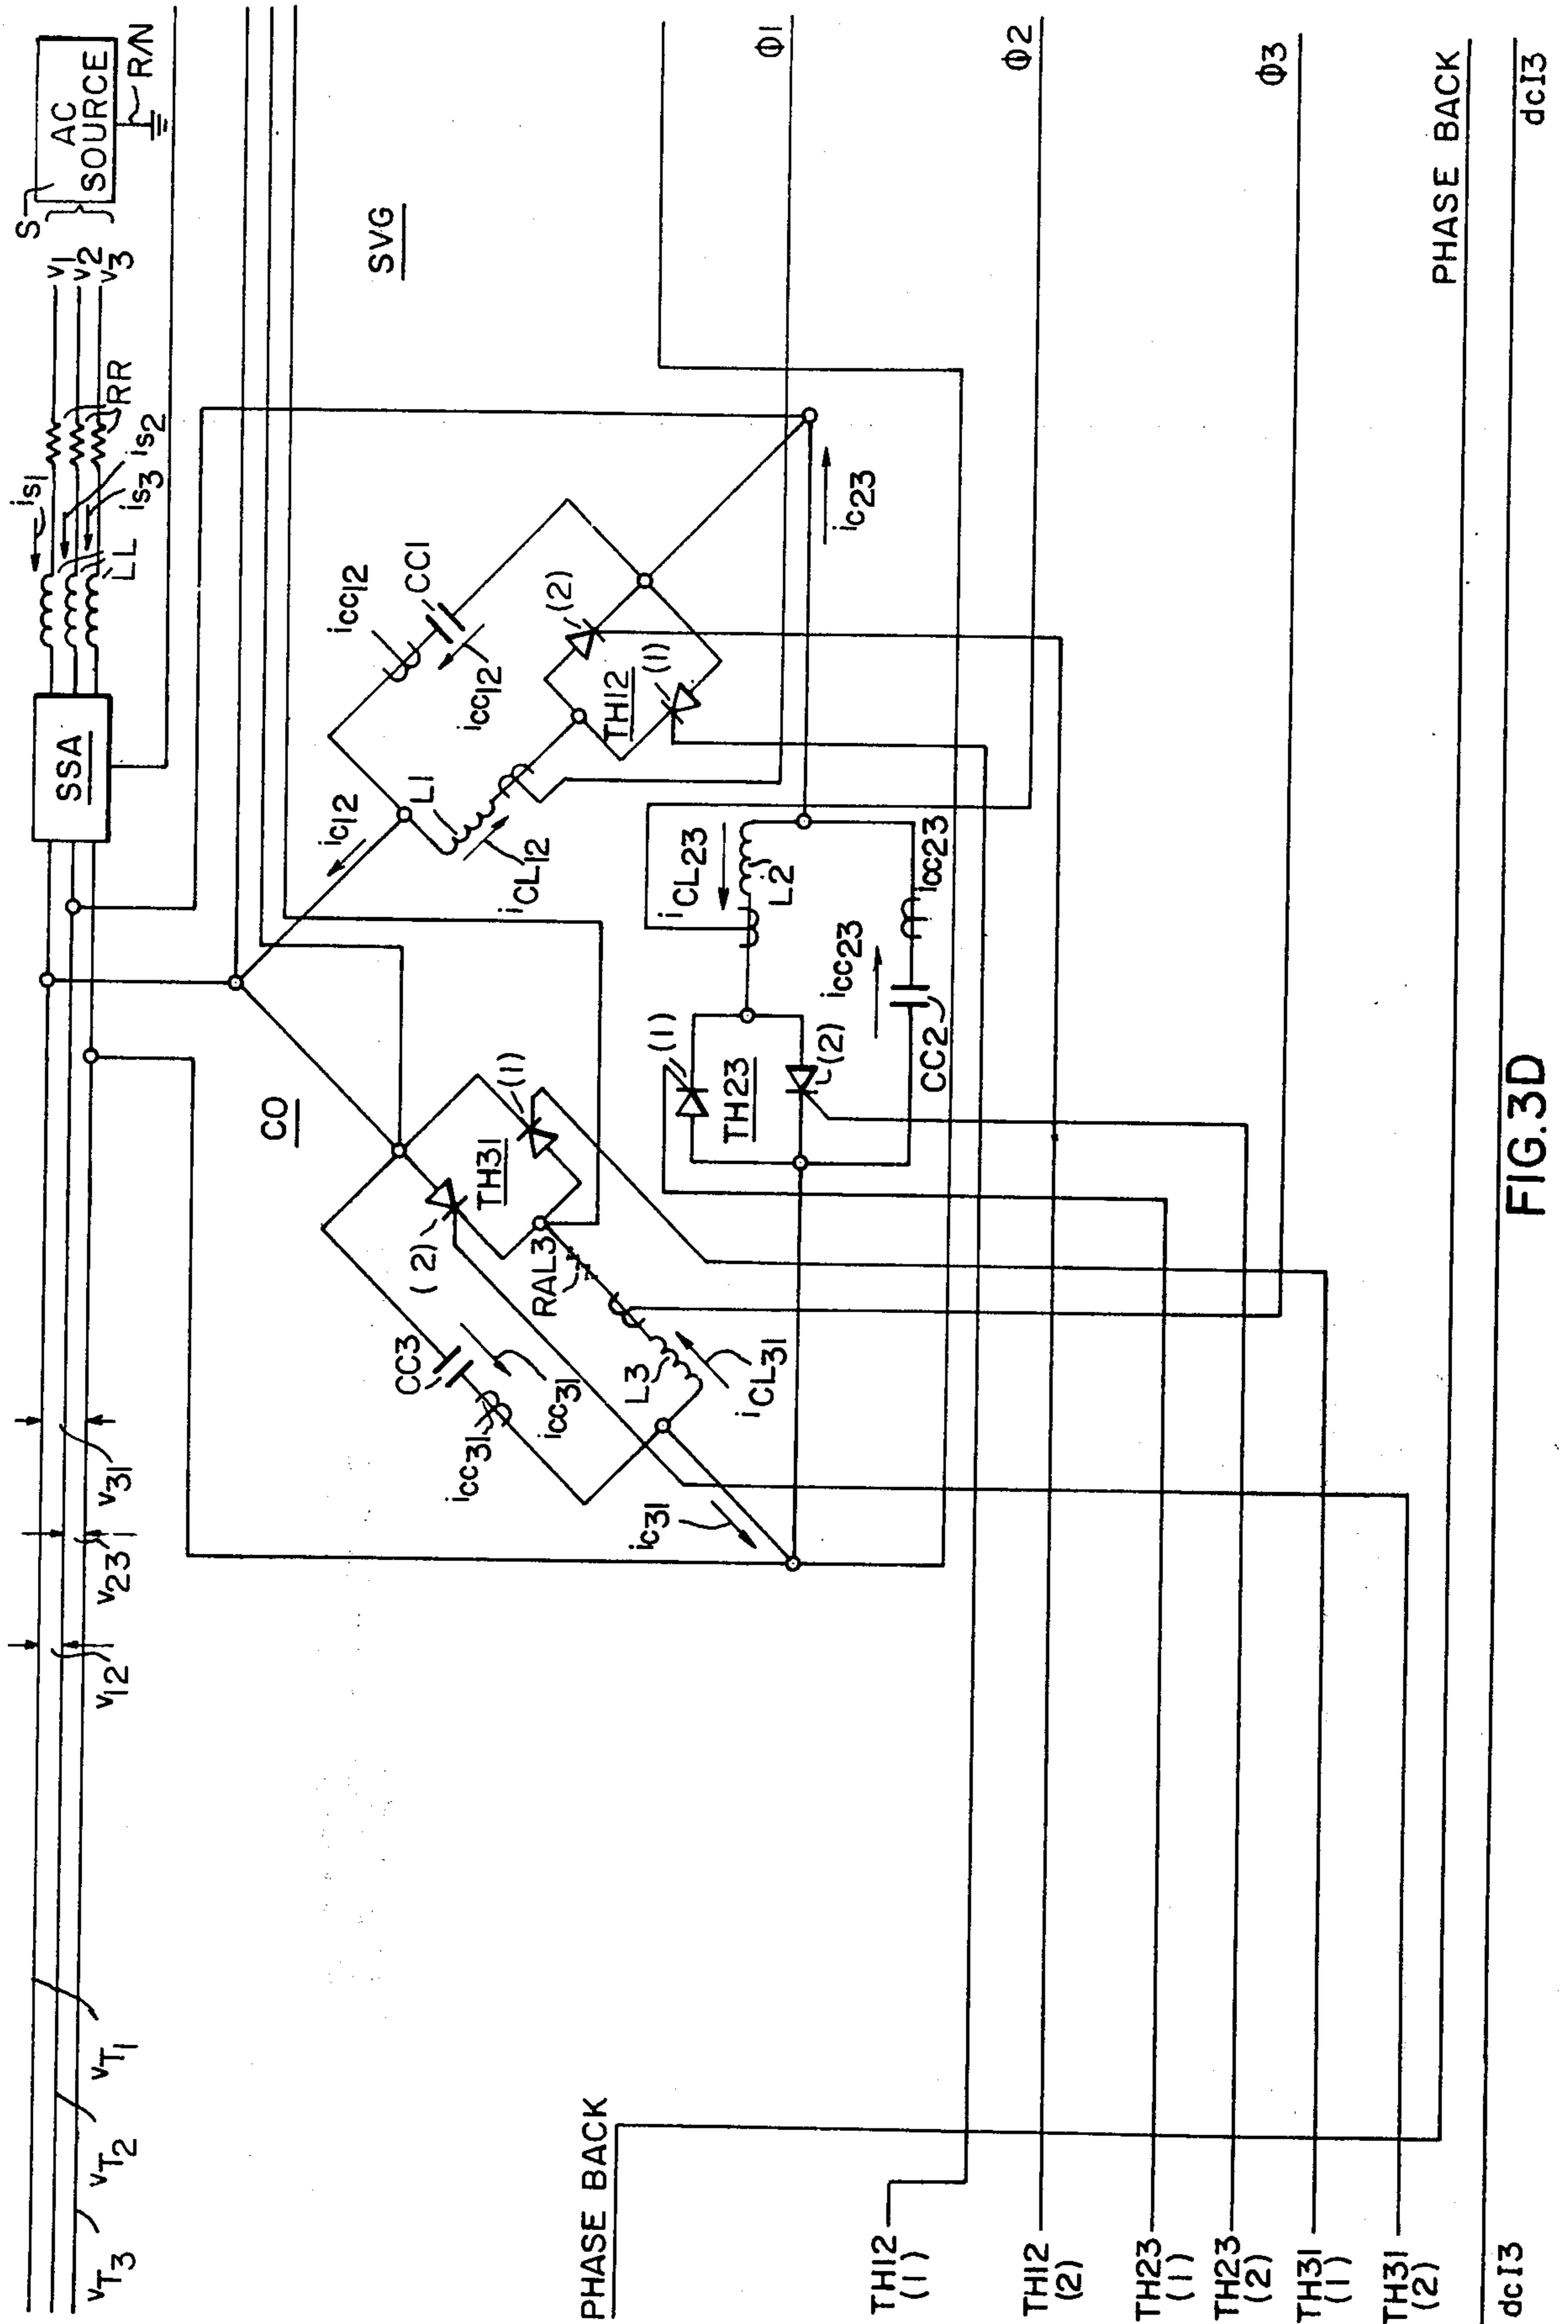 S
AC
SOURCE
R/N
v1
v2
v3
RR
is1
is2
is3
LL
SSA
v31
v23
v12
vT1
vT2
vT3
SVG
CO
icc12
CC1
icc12
(2)
TH12
(1)
L1
ic12
iCL12
ic23
iCL23
L2
icc23
icc23
CC2
(1)
TH23
(2)
(1)
TH31
(2)
RAL3
CC3
icc31
icc31
L3
iCL31
ic31
Φ1
Φ2
Φ3
PHASE BACK
dcI3
PHASE BACK
TH12
(1)
TH12
(2)
TH23
(1)
TH23
(2)
TH31
(1)
TH31
(2)
dcI3
FIG.3D